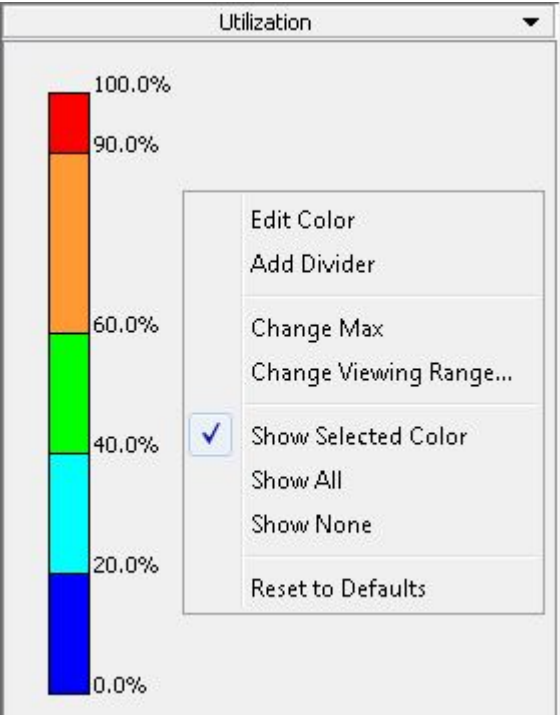 Utilization
100.0%
90.0%
60.0%
40.0%
20.0%
0.0%
Edit Color
Add Divider
Change Max
Change Viewing Range...
Show Selected Color
Show All
Show None
Reset to Defaults